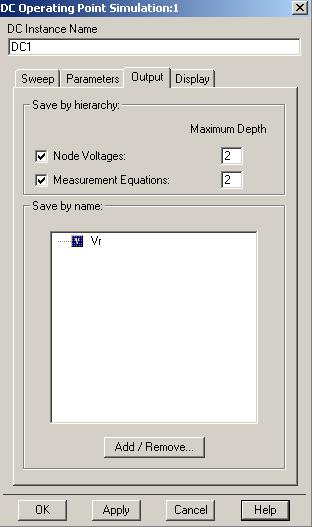 DC Operating Point Simulation:1
DC Instance Name
DC1
Sweep Parameters Output Display
Save by hierarchy:
Maximum Depth
Node Voltages: 2
Measurement Equations: 2
Save by name:
V Vr
Add / Remove...
OK Apply Cancel Help